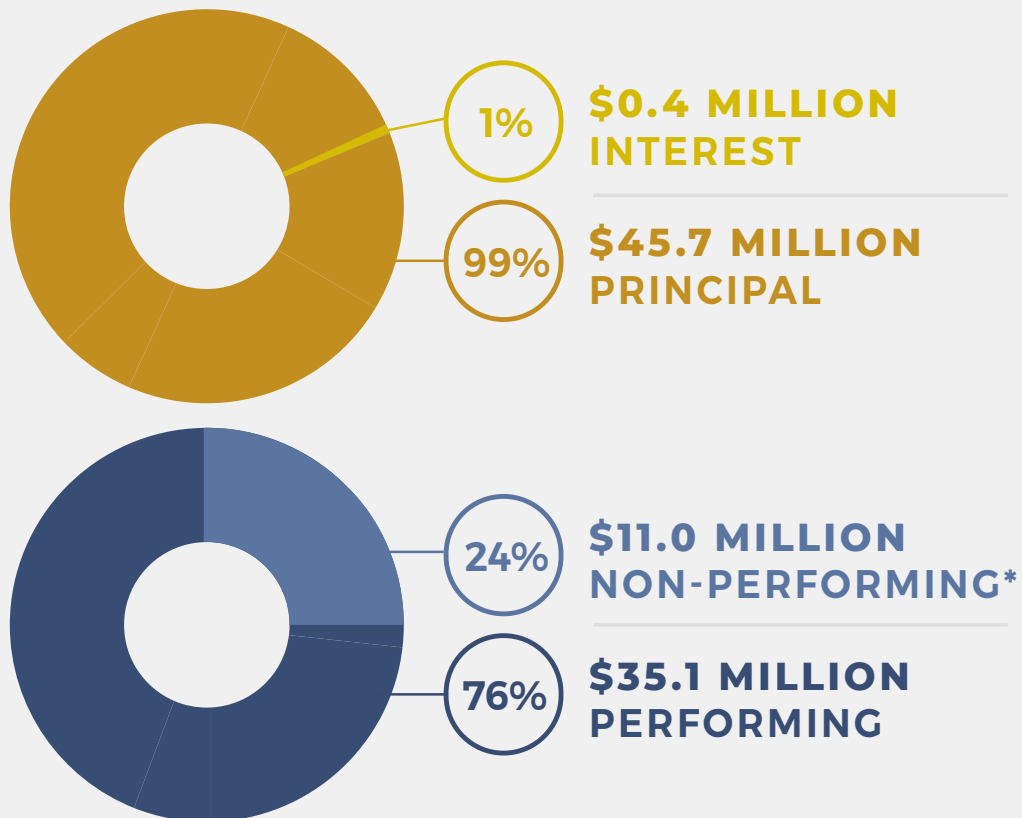 1%
$0.4 MILLION
INTEREST
99%
$45.7 MILLION
PRINCIPAL
24%
$11.0 MILLION
NON-PERFORMING*
76%
$35.1 MILLION
PERFORMING